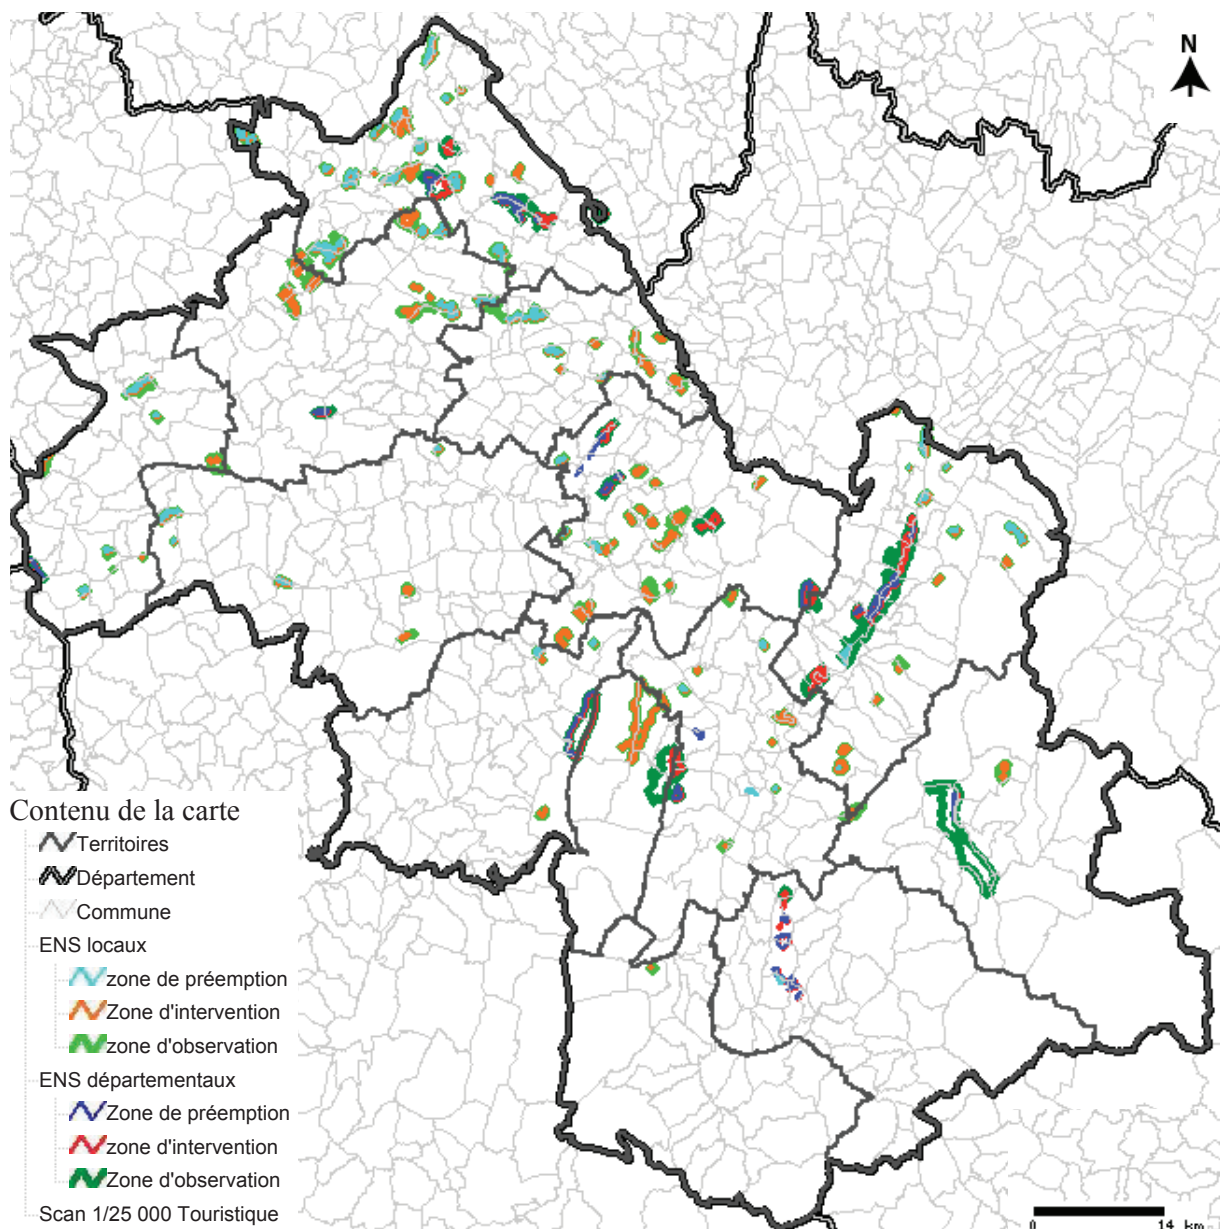 N
Contenu de la carte
Territoires
Département
Commune
ENS locaux
zone de préemption
Zone d'intervention
zone d'observation
ENS départementaux
Zone de préemption
zone d'intervention
Zone d'observation
Scan 1/25 000 Touristique
0 14 km